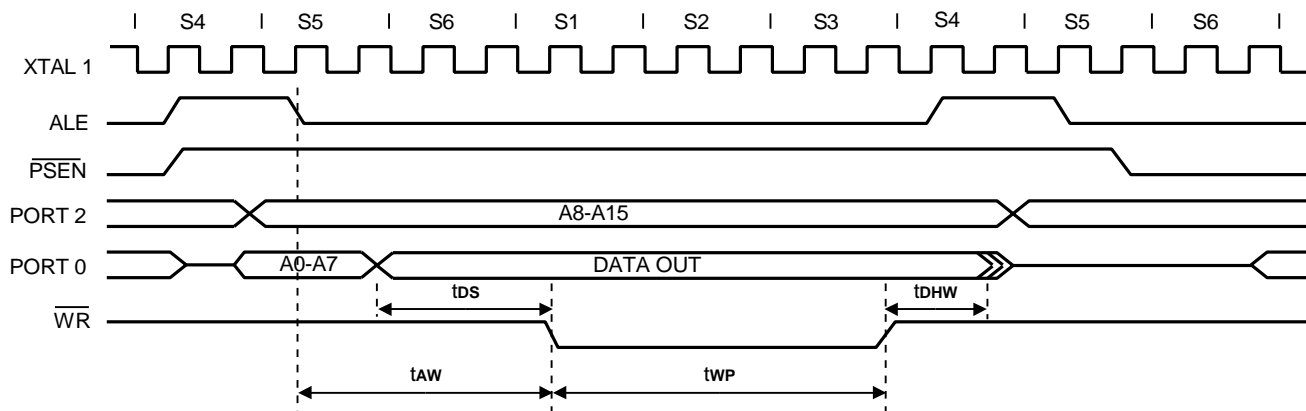 S4 S5 S6 S1 S2 S3 S4 S5 S6
XTAL 1
ALE
PSEN
PORT 2 A8-A15
PORT 0 A0-A7 DATA OUT
tDS tDHW
WR
tAW tWP